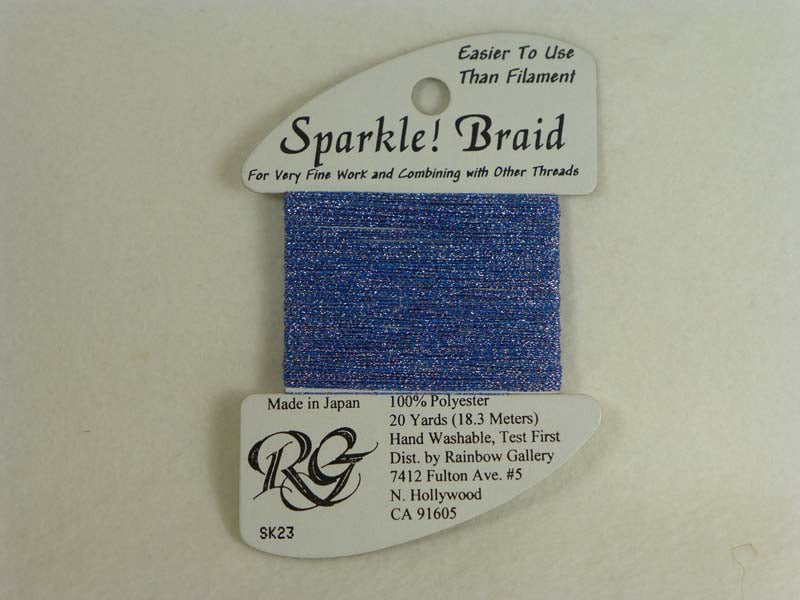 Easier To Use
Than Filament
Sparkle! Braid
For Very Fine Work and Combining with Other Threads
Made in Japan
RG
SK23
100% Polyester
20 Yards (18.3 Meters)
Hand Washable, Test First
Dist. by Rainbow Gallery
7412 Fulton Ave. #5
N. Hollywood
CA 91605